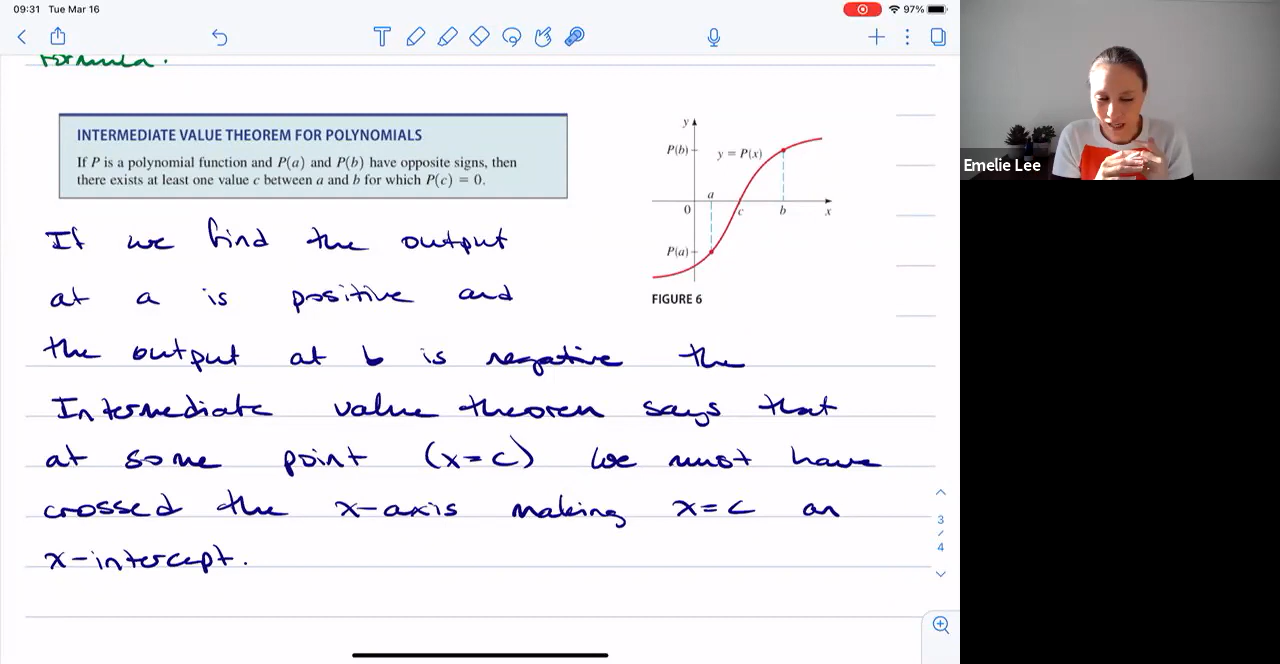 09:31 Tue Mar 16
97%
formula.
INTERMEDIATE VALUE THEOREM FOR POLYNOMIALS
If P is a polynomial function and P(a) and P(b) have opposite signs, then
there exists at least one value c between a and b for which P(c) = 0.
y
P(b)
y = P(x)
a
0
c
b
x
P(a)
FIGURE 6
If we find the output
at a is positive and
the output at b is negative the
Intermediate value theorem says that
at some point (x=c) we must have
crossed the x-axis making x=c an
x-intercept.
3
/
4
Emelie Lee